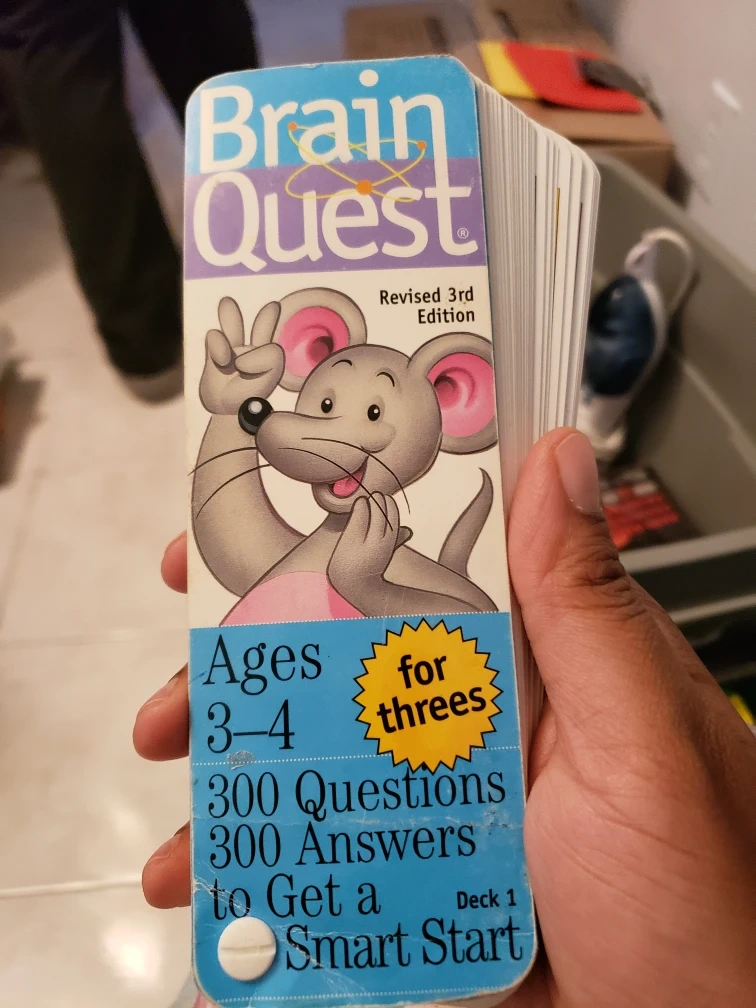 Brain
Quest®
Revised 3rd
Edition
Ages
3–4
for
threes
300 Questions
300 Answers
to Get a
Deck 1
Smart Start